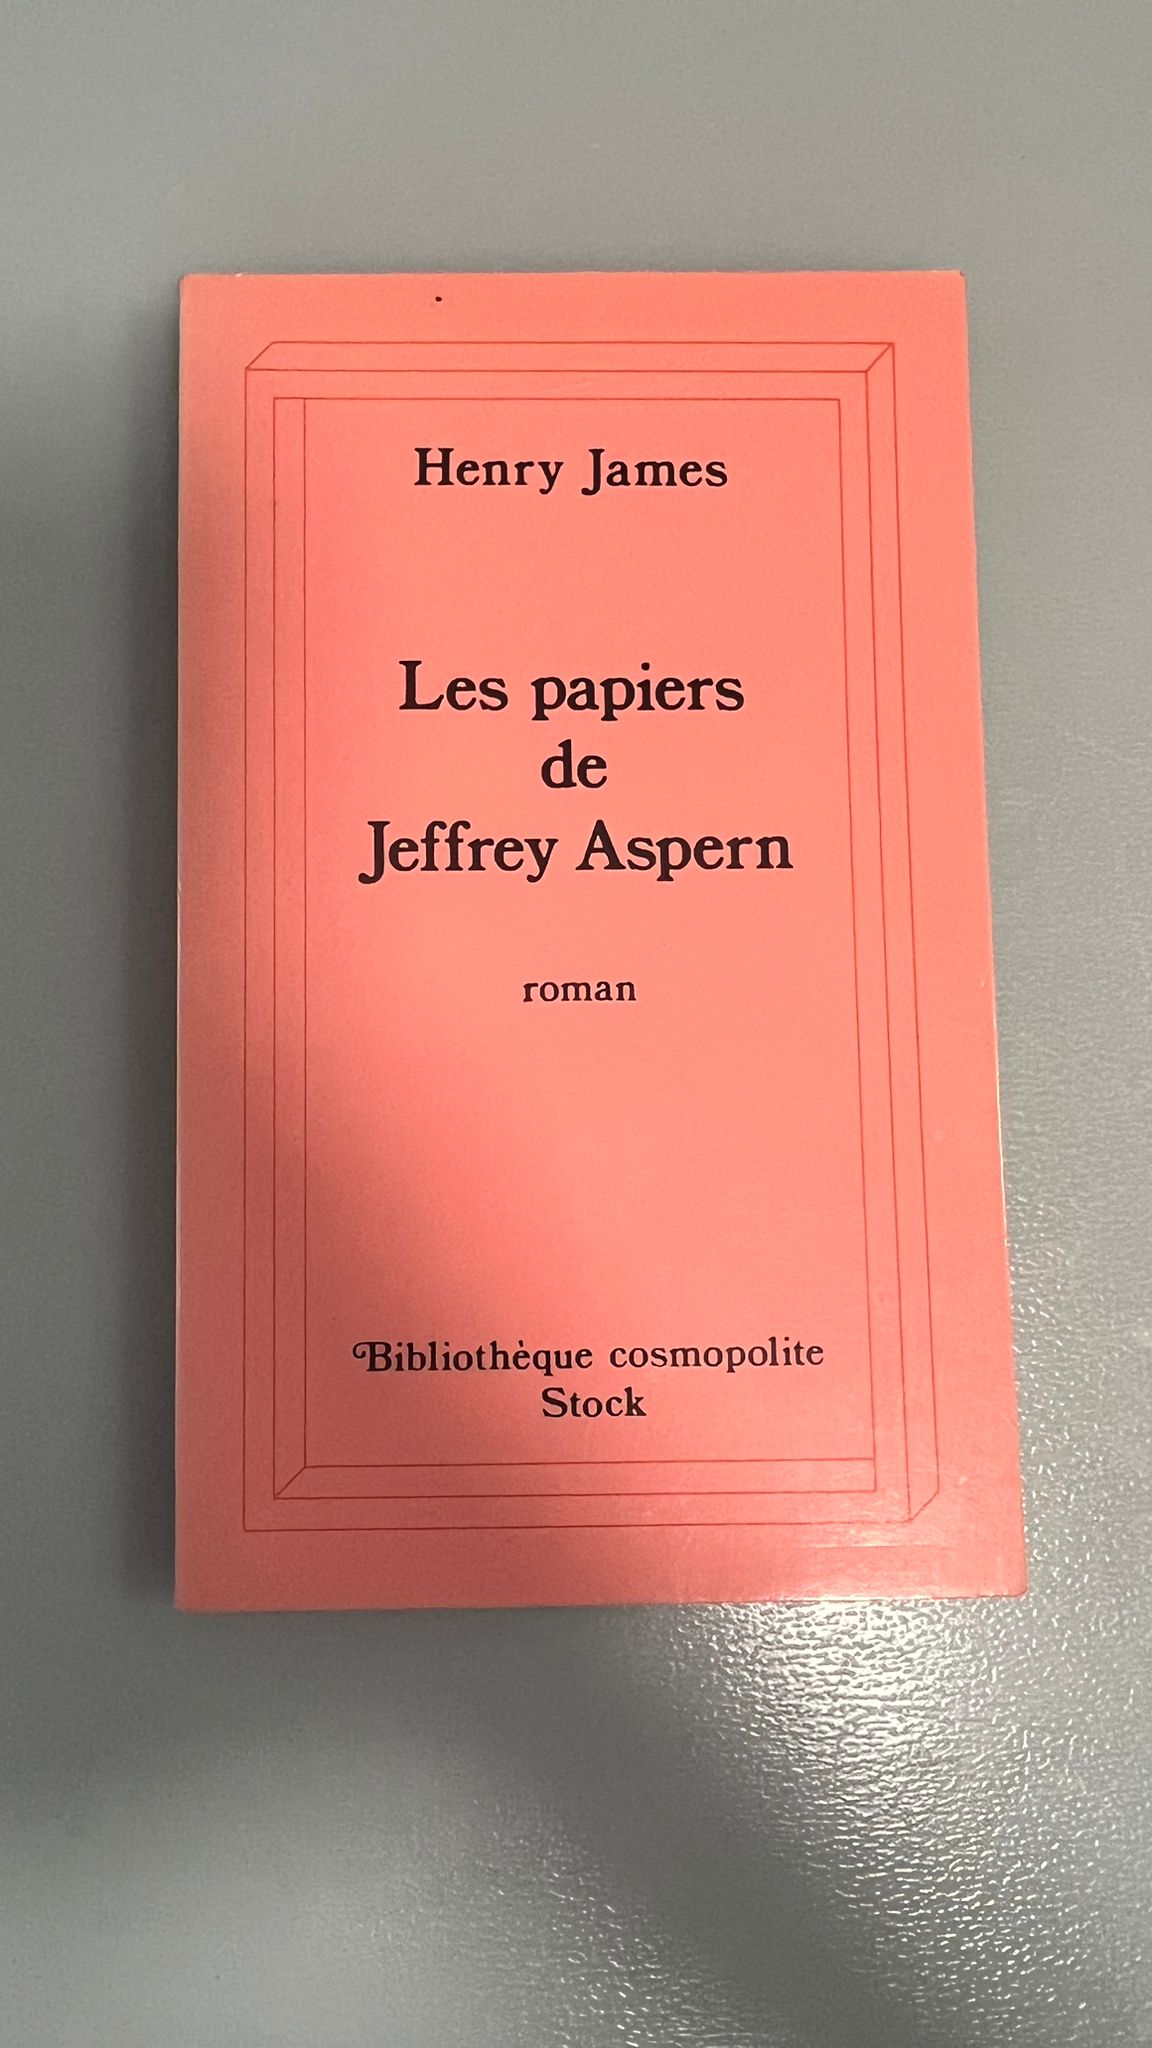 Henry James
Les papiers
de
Jeffrey Aspern
roman
Bibliothèque cosmopolite
Stock